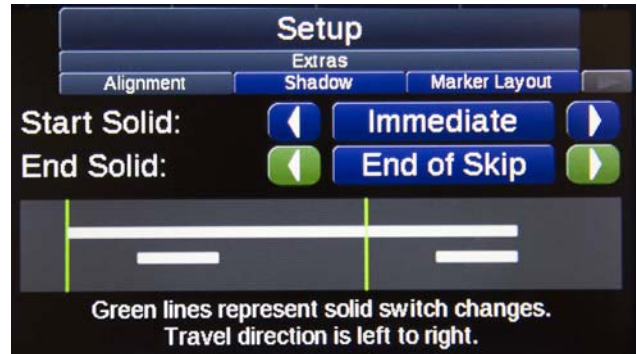 Setup
Extras
Alignment Shadow Marker Layout
Start Solid: Immediate
End Solid: End of Skip
Green lines represent solid switch changes.
Travel direction is left to right.